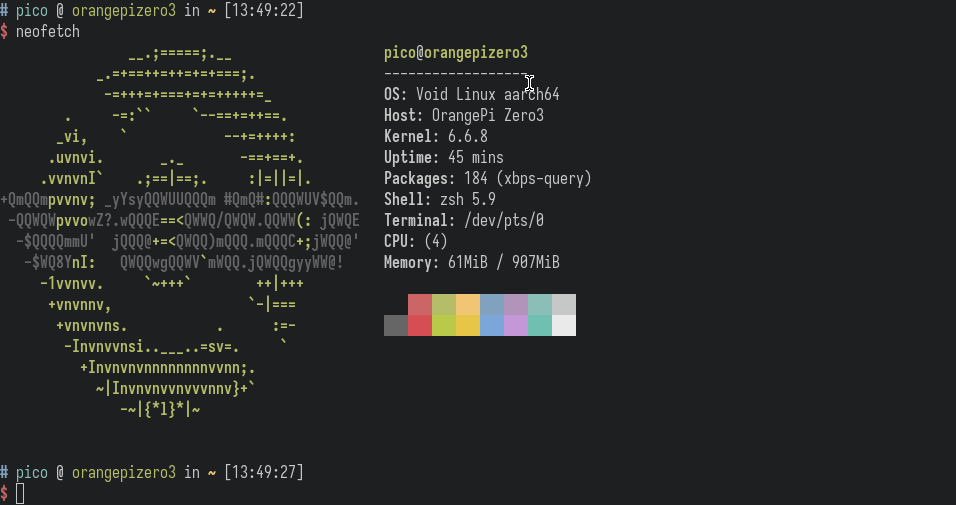 # pico @ orangepizero3 in ~ [13:49:22]
$ neofetch
__.;=====;.__
_.=+==++=++=+=+===;.
-=+++=+===+=+=+++++=_
. -=:`` `--==+=++==.
_vi, ` --+=++++:
.uvnvi. _._ -==+==+.
.vvnvnI` .;==|==;. :|=||=|.
+QmQQmpvvnv; _yYsyQQWUUQQQm #QmQ#:QQQWUV$QQm.
-QQWQWpvvowZ?.wQQQE==<QWWQ/QWQW.QQWW(: jQWQE
-$QQQQmmU' jQQQ@+=<QWQQ)mQQQ.mQQQC+;jWQQ@'
-$WQ8YnI: QWQQwgQQWV`mWQQ.jQWQQgyyWW@!
-1vvnvv. `~+++` ++|+++
+vnvnnv, `-|===
+vnvnvns. . :=-
-Invnvvnsi..___..=sv=. `
+Invnvnvnnnnnnnnvvnn;.
~|Invnvnvvnvvvnnv}+`
-~|{*l}*|~
pico@orangepizero3
------------------
OS: Void Linux aarch64
Host: OrangePi Zero3
Kernel: 6.6.8
Uptime: 45 mins
Packages: 184 (xbps-query)
Shell: zsh 5.9
Terminal: /dev/pts/0
CPU: (4)
Memory: 61MiB / 907MiB
# pico @ orangepizero3 in ~ [13:49:27]
$